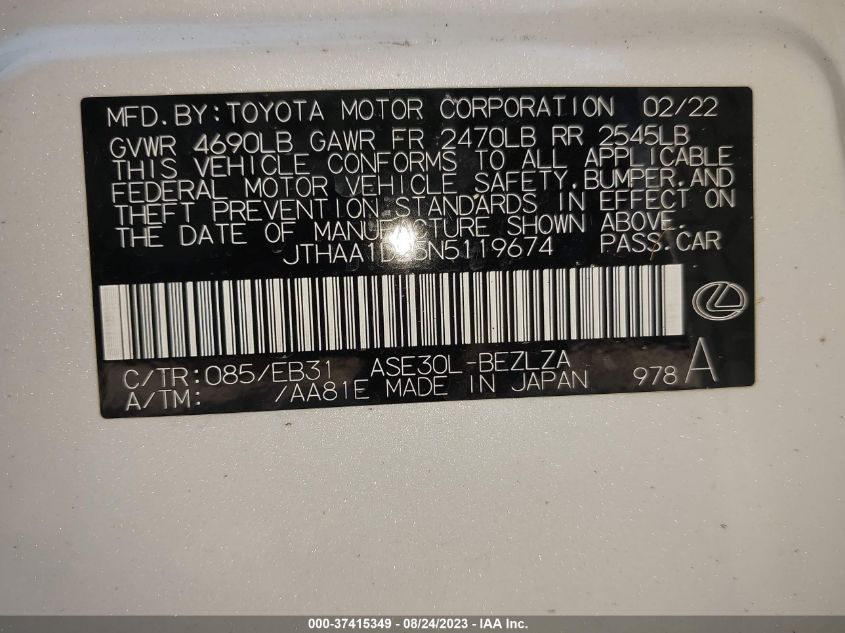 MFD. BY: TOYOTA MOTOR CORPORATION 02/22
GVWR 4690LB GAWR FR 2470LB RR 2545LB
THIS VEHICLE CONFORMS TO ALL APPLICABLE
FEDERAL MOTOR VEHICLE SAFETY, BUMPER, AND
THEFT PREVENTION STANDARDS IN EFFECT ON
THE DATE OF MANUFACTURE SHOWN ABOVE.
PASS. CAR
C/TR: 085/EB31 ASE30L-BEZLZA
A/TM: /AA81E MADE IN JAPAN 978 A
000-37415349 - 08/24/2023 - IAA Inc.